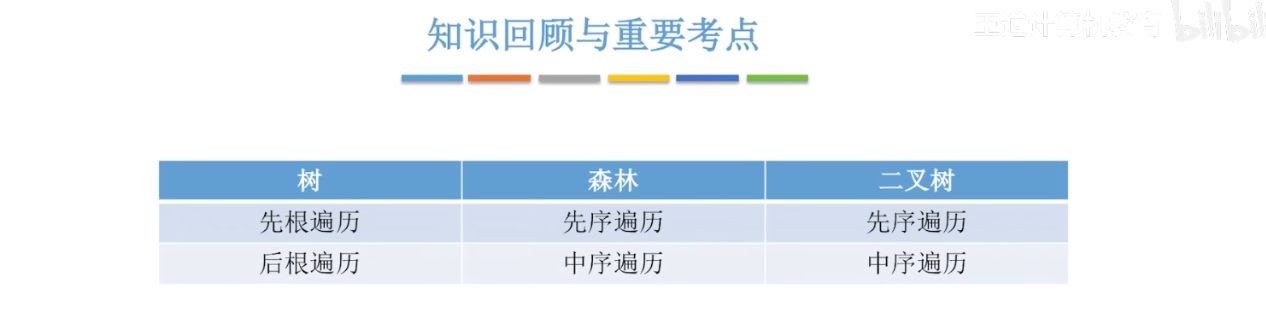 王道计算机教育 bilibili
知识回顾与重要考点
树 森林 二叉树
先根遍历 先序遍历 先序遍历
后根遍历 中序遍历 中序遍历